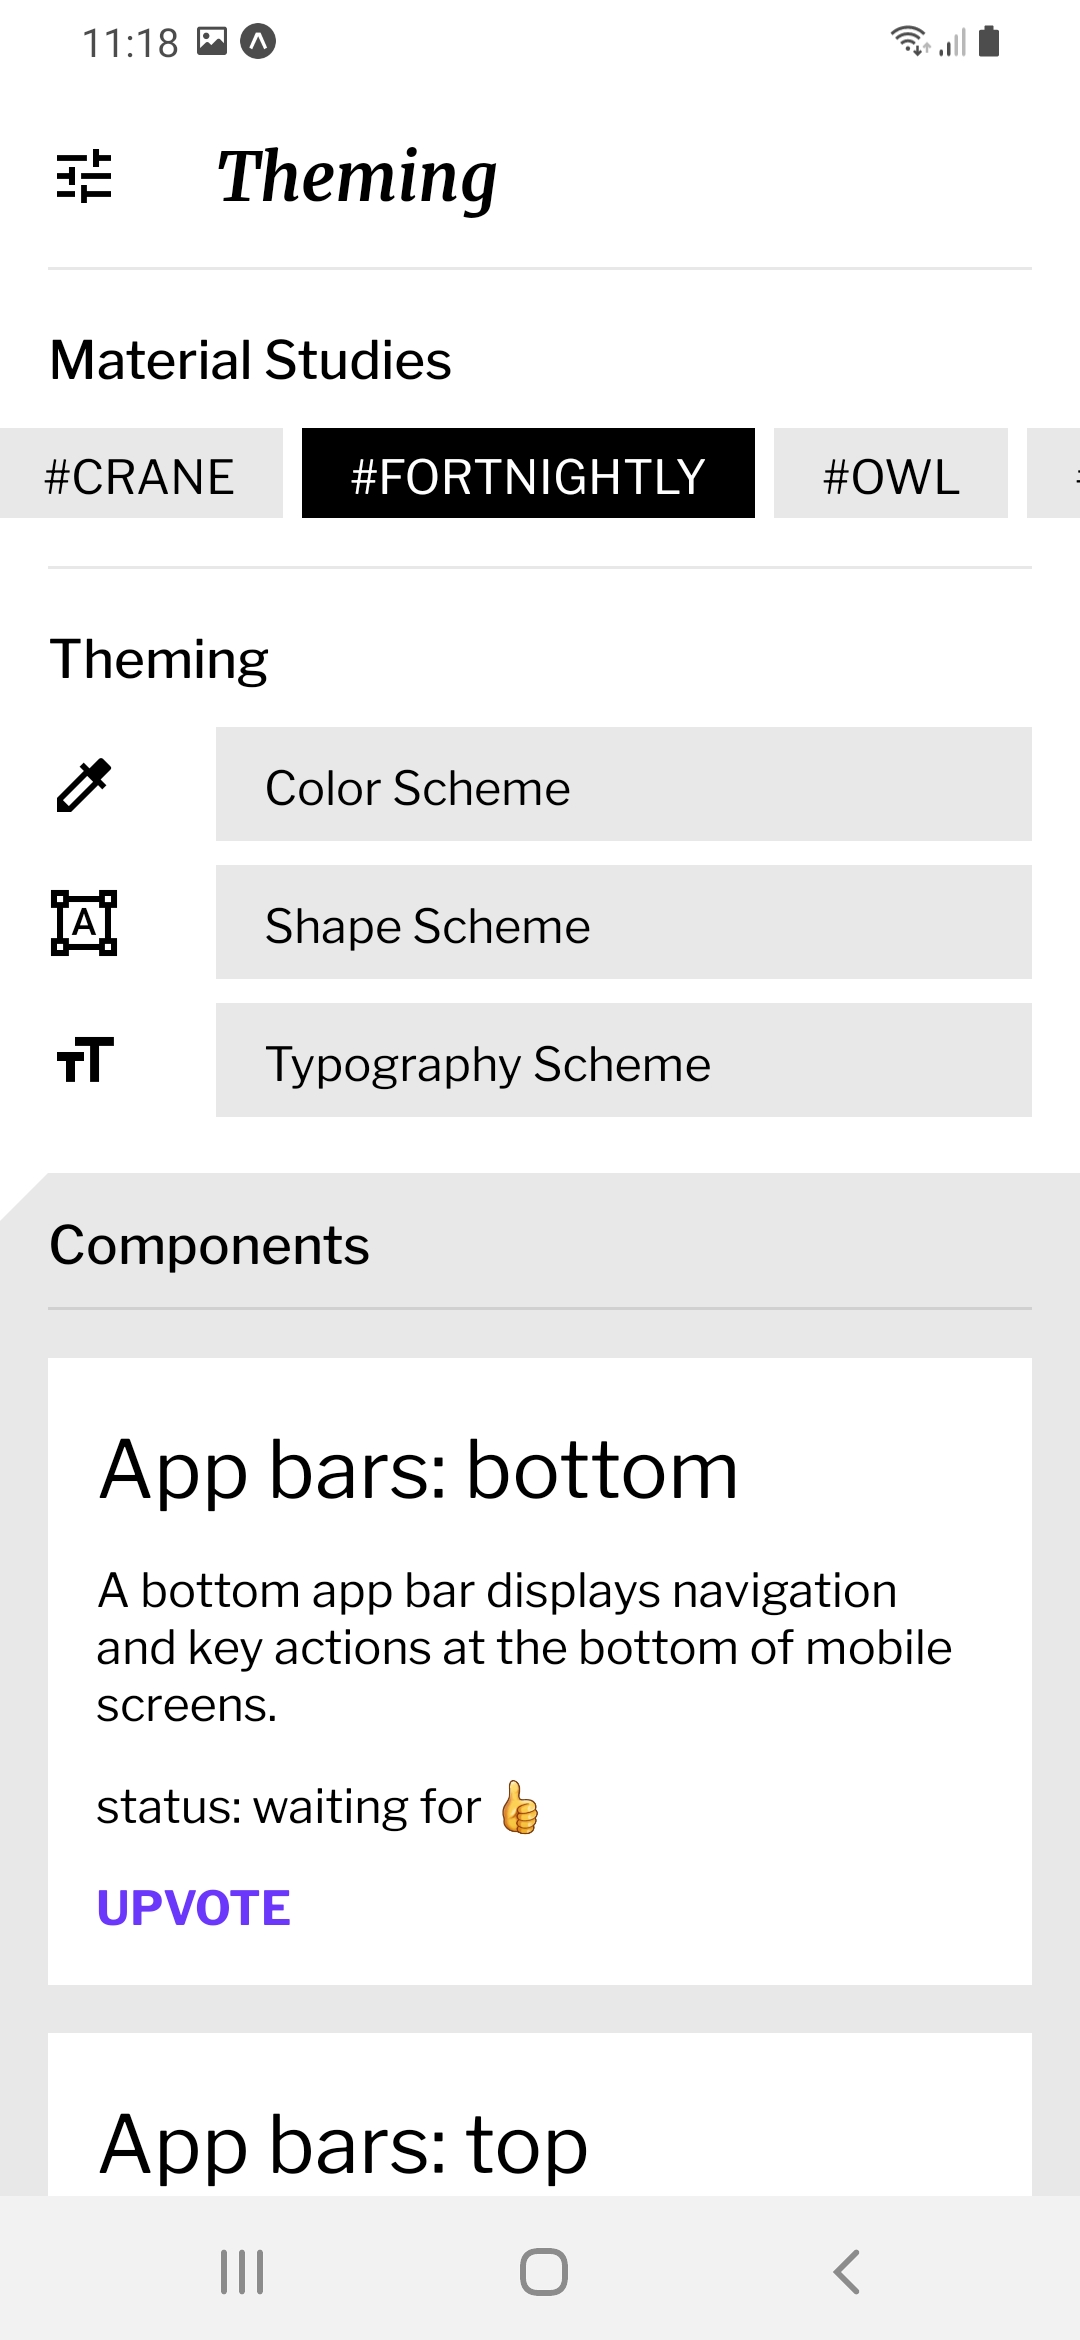 11:18
Theming
Material Studies
#CRANE #FORTNIGHTLY #OWL #
Theming
Color Scheme
A
Shape Scheme
TT
Typography Scheme
Components
App bars: bottom
A bottom app bar displays navigation
and key actions at the bottom of mobile
screens.
status: waiting for 👍
UPVOTE
App bars: top